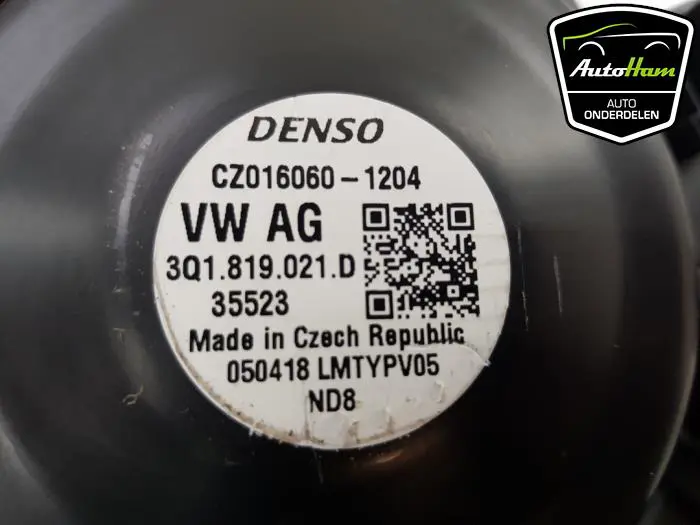 AutoHam
AUTO
ONDERDELEN
DENSO
CZ016060-1204
VW AG
3Q1.819.021.D
35523
Made in Czech Republic
050418 LMTYPV05
ND8